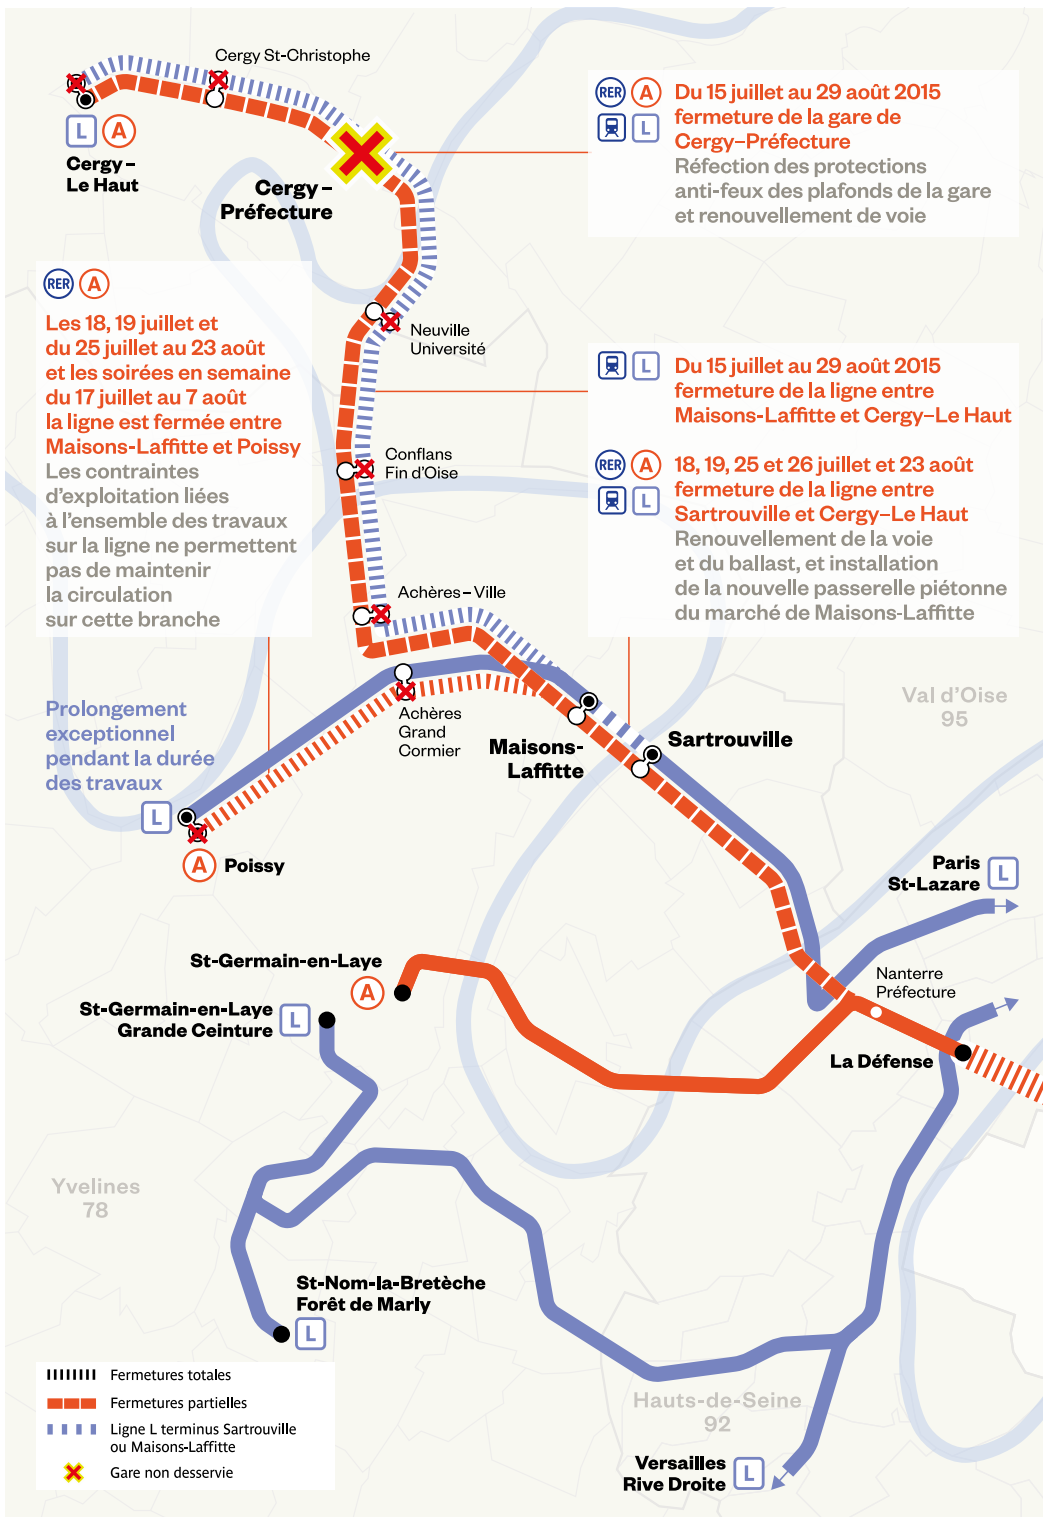 Cergy St-Christophe
L A
Cergy –
Le Haut
Cergy –
Préfecture
RER A
L
Du 15 juillet au 29 août 2015
fermeture de la gare de
Cergy–Préfecture
Réfection des protections
anti-feux des plafonds de la gare
et renouvellement de voie
RER A
Les 18, 19 juillet et
du 25 juillet au 23 août
et les soirées en semaine
du 17 juillet au 7 août
la ligne est fermée entre
Maisons-Laffitte et Poissy
Les contraintes
d'exploitation liées
à l'ensemble des travaux
sur la ligne ne permettent
pas de maintenir
la circulation
sur cette branche
Neuville
Université
L
Du 15 juillet au 29 août 2015
fermeture de la ligne entre
Maisons-Laffitte et Cergy–Le Haut
RER A
L
18, 19, 25 et 26 juillet et 23 août
fermeture de la ligne entre
Sartrouville et Cergy–Le Haut
Renouvellement de la voie
et du ballast, et installation
de la nouvelle passerelle piétonne
du marché de Maisons-Laffitte
Conflans
Fin d'Oise
Achères – Ville
Achères
Grand
Cormier
Maisons-
Laffitte
Sartrouville
Val d'Oise
95
Prolongement
exceptionnel
pendant la durée
des travaux
L
A
Poissy
Paris
St-Lazare
L
St-Germain-en-Laye
A
St-Germain-en-Laye
Grande Ceinture
L
Nanterre
Préfecture
La Défense
Yvelines
78
St-Nom-la-Bretèche
Forêt de Marly
L
Hauts-de-Seine
92
Versailles
Rive Droite
L
Fermetures totales
Fermetures partielles
Ligne L terminus Sartrouville
ou Maisons-Laffitte
Gare non desservie